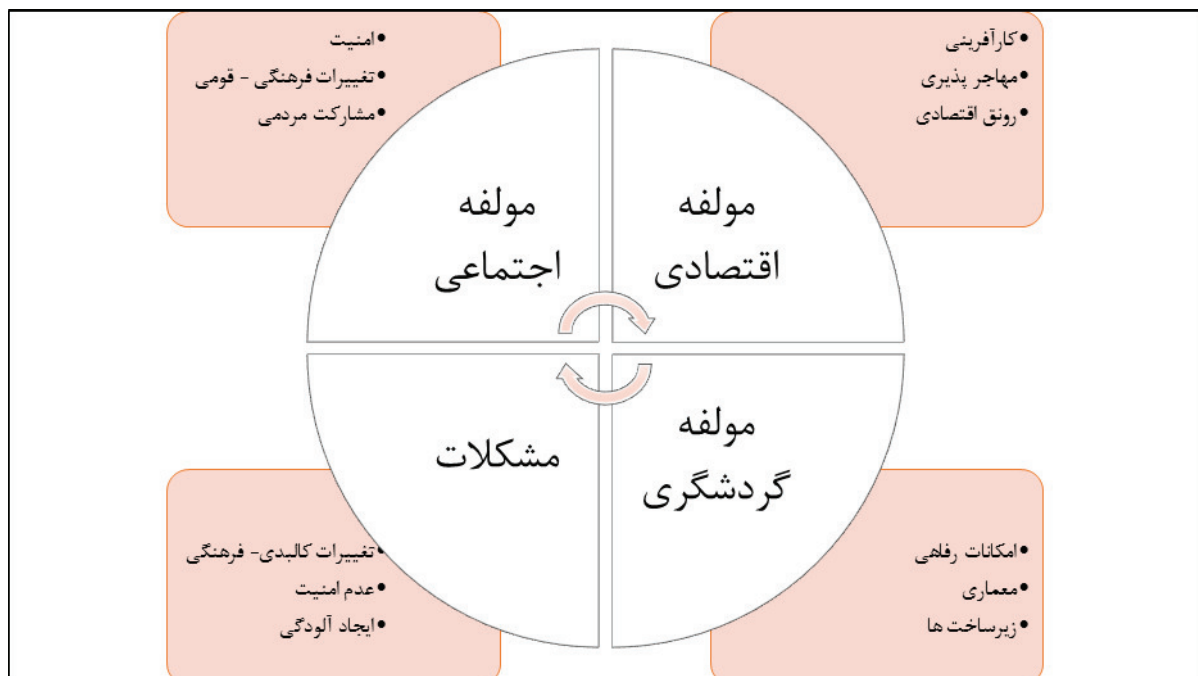 •کارآفرینی
•مهاجر پذیری
•رونق اقتصادی
•امنیت
•تغییرات فرهنگی - قومی
•مشارکت مردمی
مولفه
اقتصادی
مولفه
اجتماعی
مولفه
گردشگری
مشکلات
•امکانات رفاهی
•معماری
•زیرساخت ها
•تغییرات کالبدی- فرهنگی
•عدم امنیت
•ایجاد آلودگی